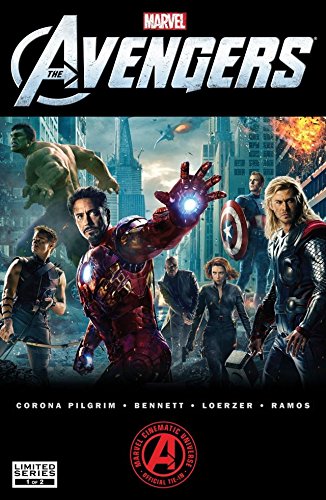 MARVEL
THE AVENGERS
CORONA PILGRIM • BENNETT • LOERZER • RAMOS
LIMITED
SERIES
1 of 2
MARVEL CINEMATIC UNIVERSE
OFFICIAL TIE-IN